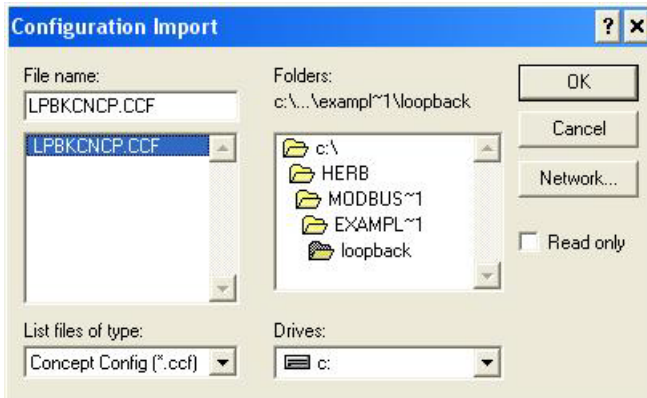 Configuration Import
File name:
LPBKCNCP.CCF
LPBKCNCP.CCF
List files of type:
Concept Config (*.ccf)
Folders:
c:\...\exampl~1\loopback
c:\
HERB
MODBUS~1
EXAMPL~1
loopback
Drives:
c:
OK
Cancel
Network...
Read only